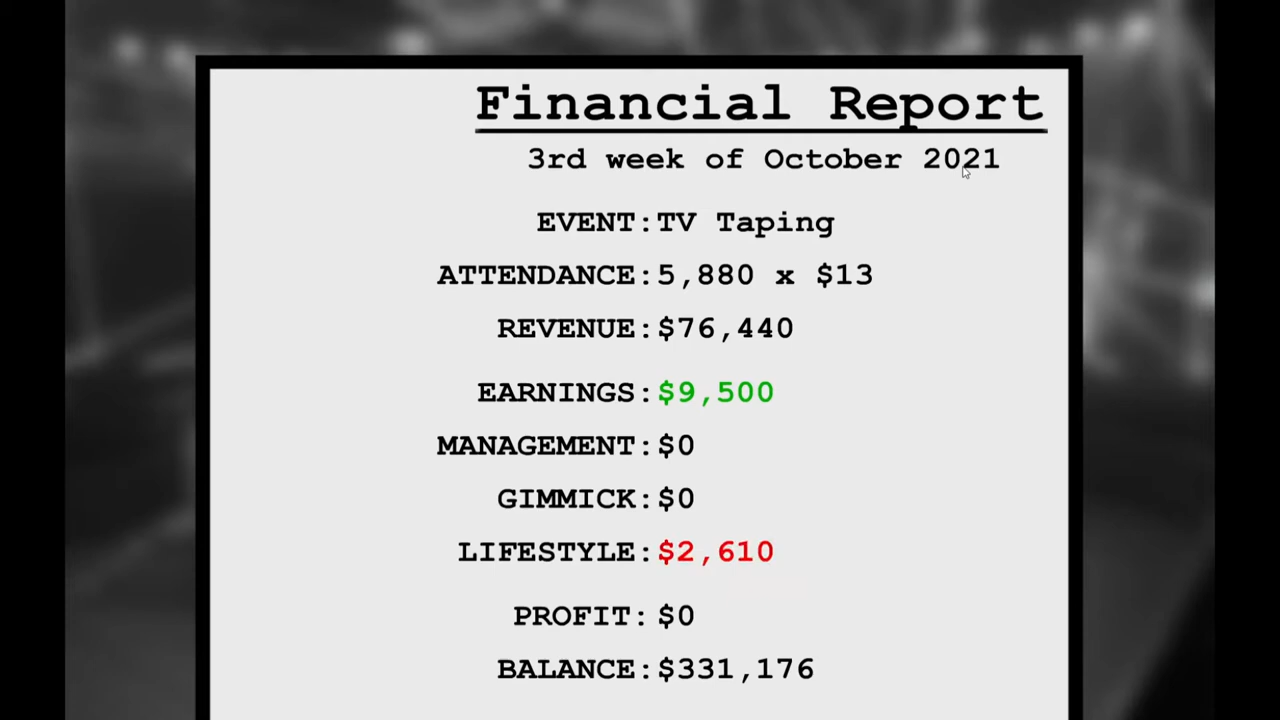 Financial Report
3rd week of October 2021
EVENT: TV Taping
ATTENDANCE: 5,880 x $13
REVENUE: $76,440
EARNINGS: $9,500
MANAGEMENT: $0
GIMMICK: $0
LIFESTYLE: $2,610
PROFIT: $0
BALANCE: $331,176